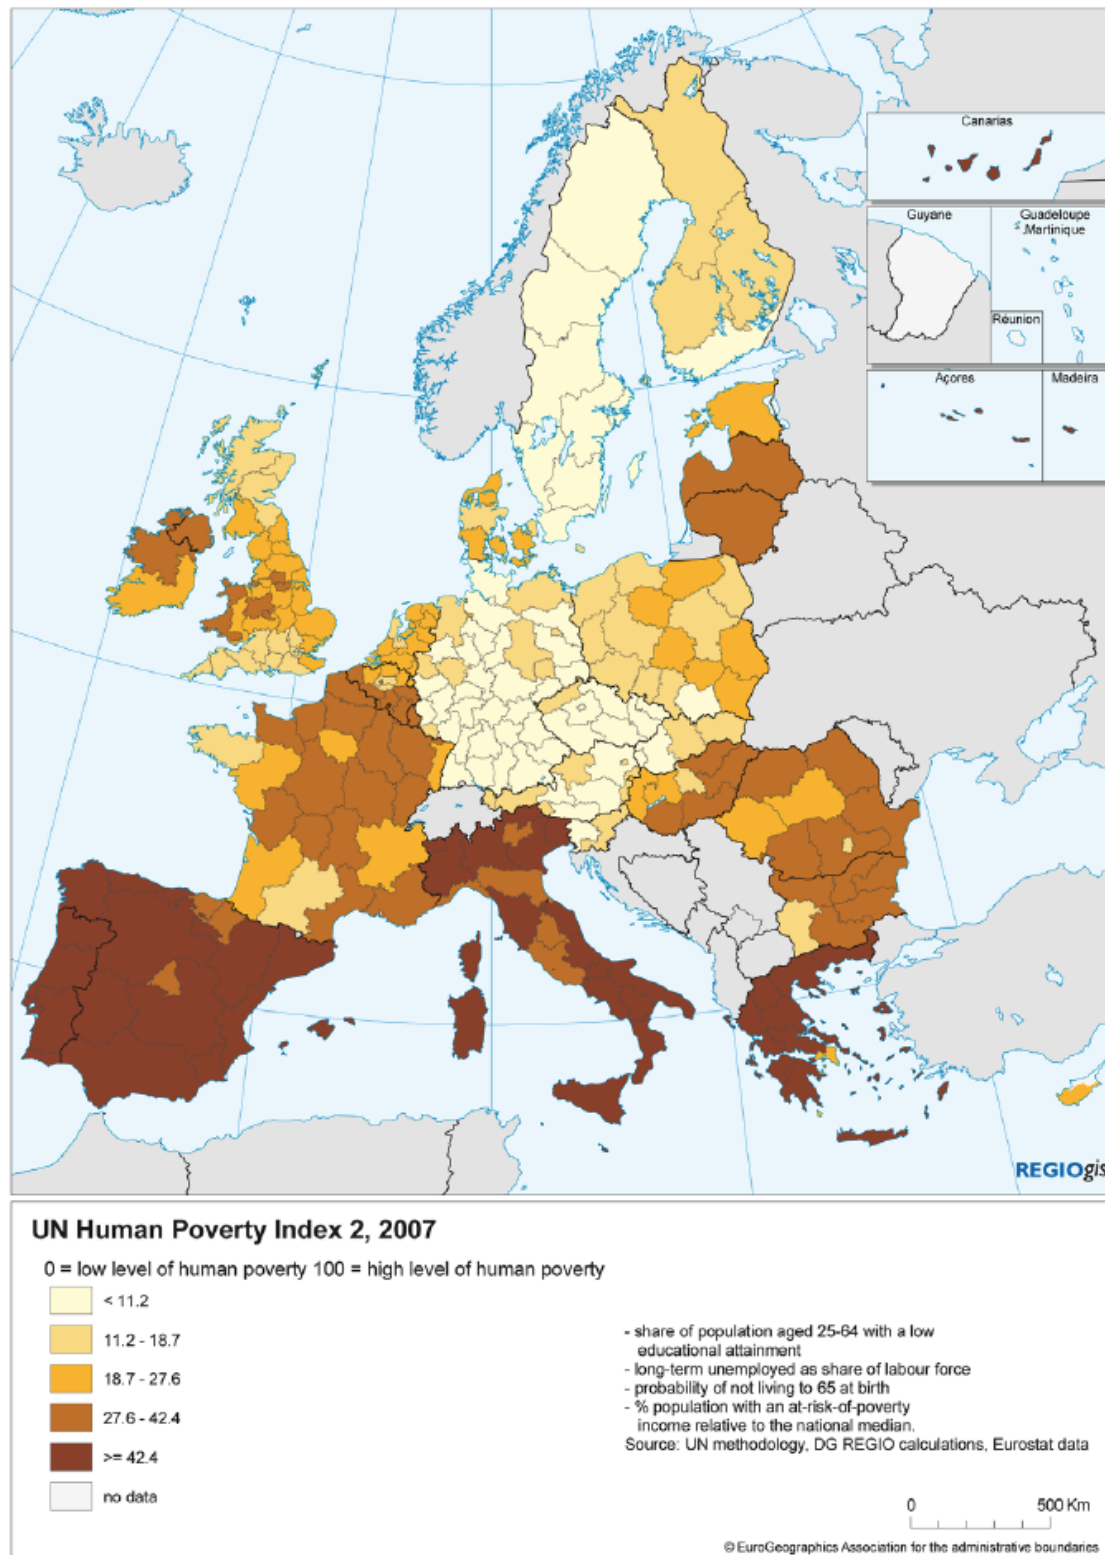 Canarias
Guyane
Guadeloupe
Martinique
Réunion
Açores
Madeira
REGIOgis
UN Human Poverty Index 2, 2007
0 = low level of human poverty 100 = high level of human poverty
< 11.2
11.2 - 18.7
18.7 - 27.6
27.6 - 42.4
>= 42.4
no data
- share of population aged 25-64 with a low
educational attainment
- long-term unemployed as share of labour force
- probability of not living to 65 at birth
- % population with an at-risk-of-poverty
income relative to the national median.
Source: UN methodology, DG REGIO calculations, Eurostat data
0 500 Km
© EuroGeographics Association for the administrative boundaries